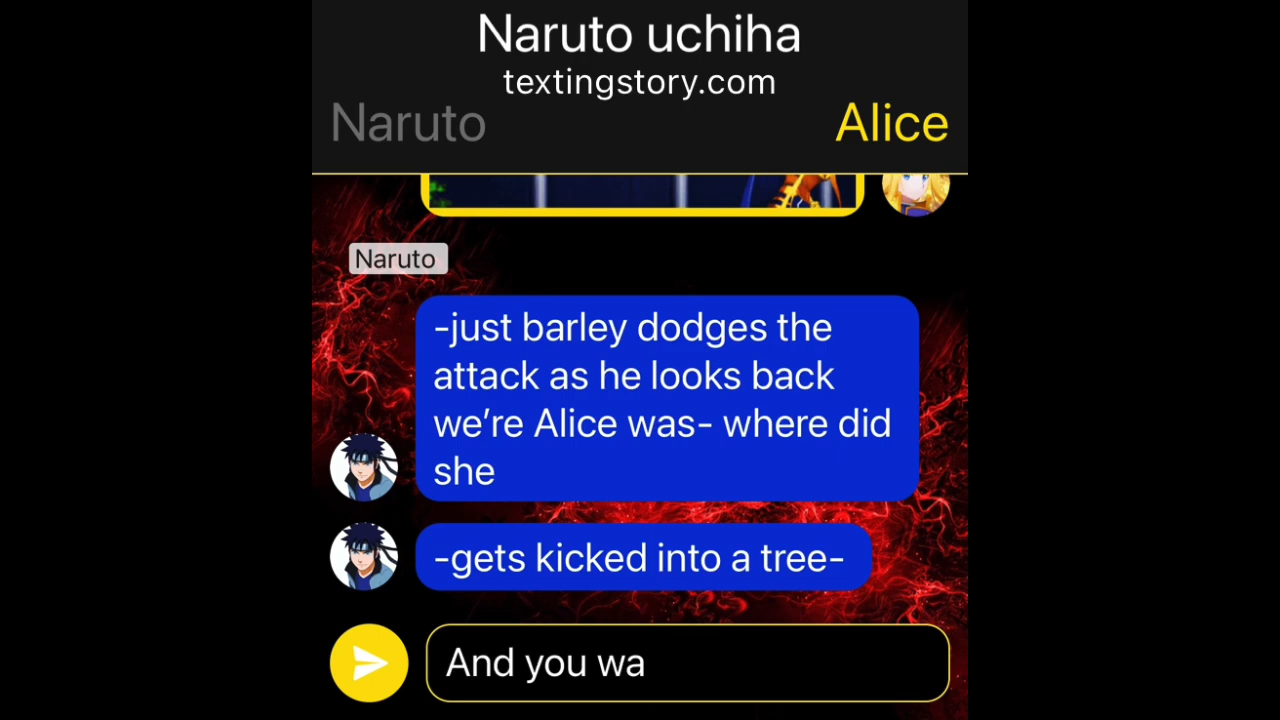 Naruto uchiha
textingstory.com
Naruto
Alice
Naruto
-just barley dodges the
attack as he looks back
we’re Alice was- where did
she
-gets kicked into a tree-
And you wa